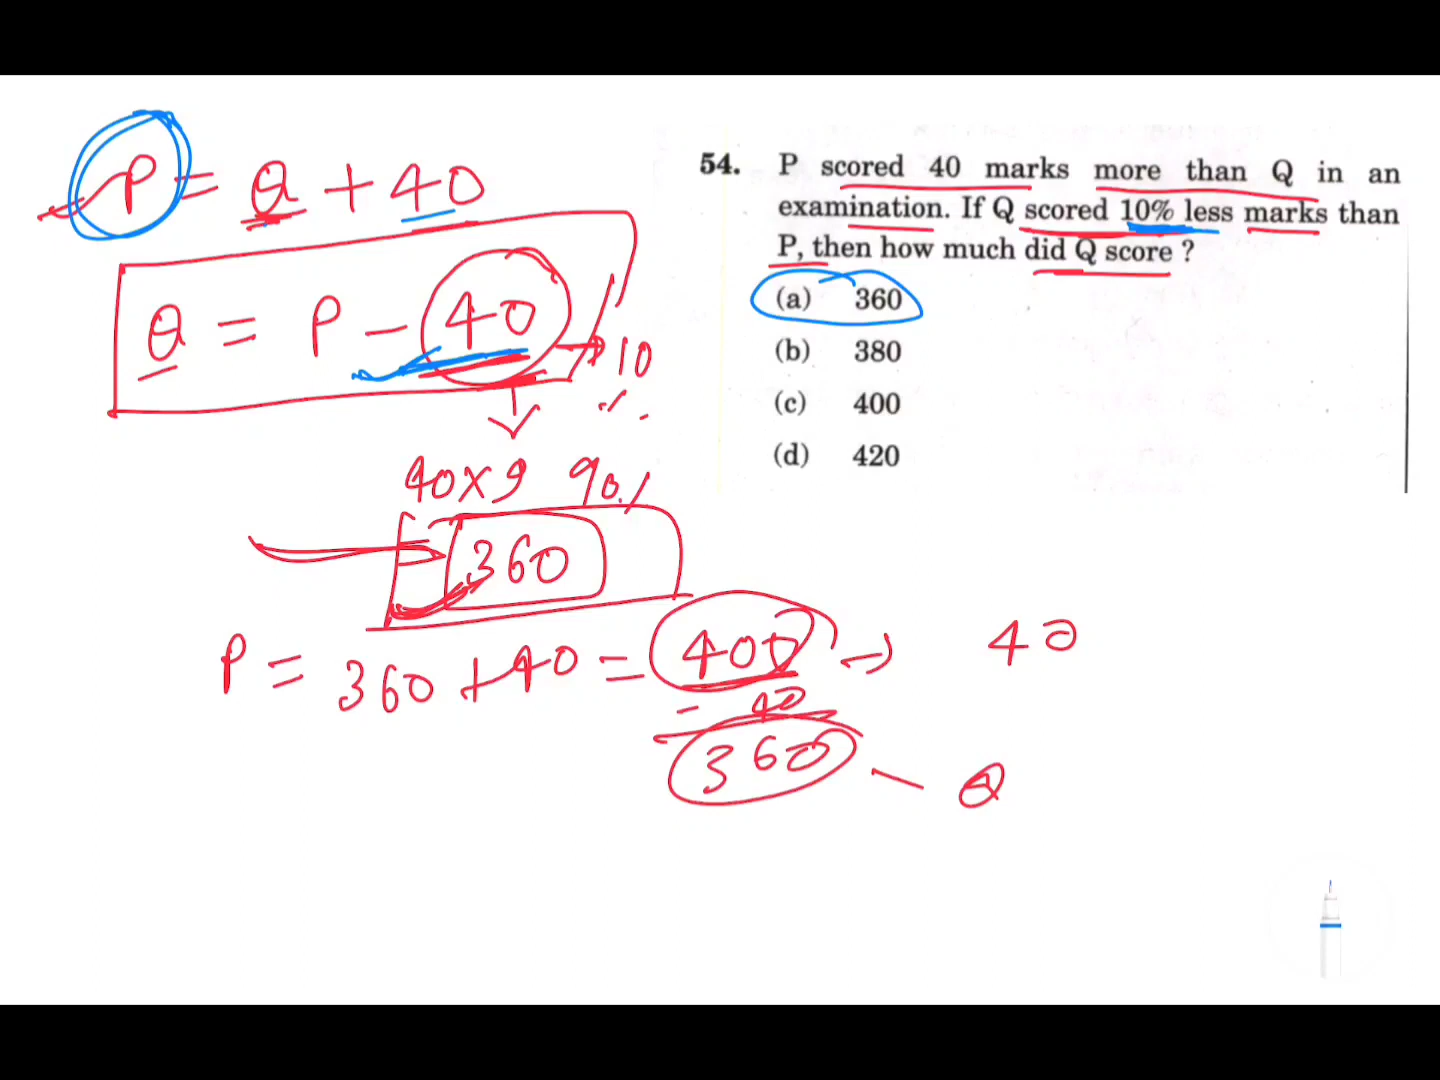 P = Q + 40
Q = P - 40
10
%
40 x 9 90%
= 360
P = 360 + 40 = 400 → 40
- 40
360 - Q
54. P scored 40 marks more than Q in an
examination. If Q scored 10% less marks than
P, then how much did Q score ?
(a) 360
(b) 380
(c) 400
(d) 420